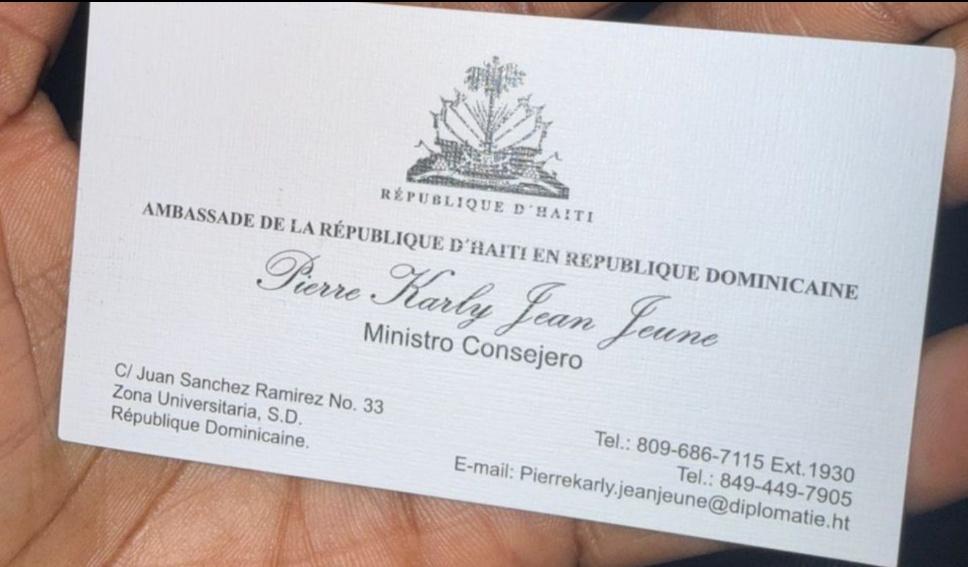 RÉPUBLIQUE D'HAITI
AMBASSADE DE LA RÉPUBLIQUE D'HAITI EN REPUBLIQUE DOMINICAINE
Pierre Karly Jean Jeune
Ministro Consejero
C/ Juan Sanchez Ramirez No. 33
Zona Universitaria, S.D.
République Dominicaine.
Tel.: 809-686-7115 Ext.1930
Tel.: 849-449-7905
E-mail: Pierrekarly.jeanjeune@diplomatie.ht